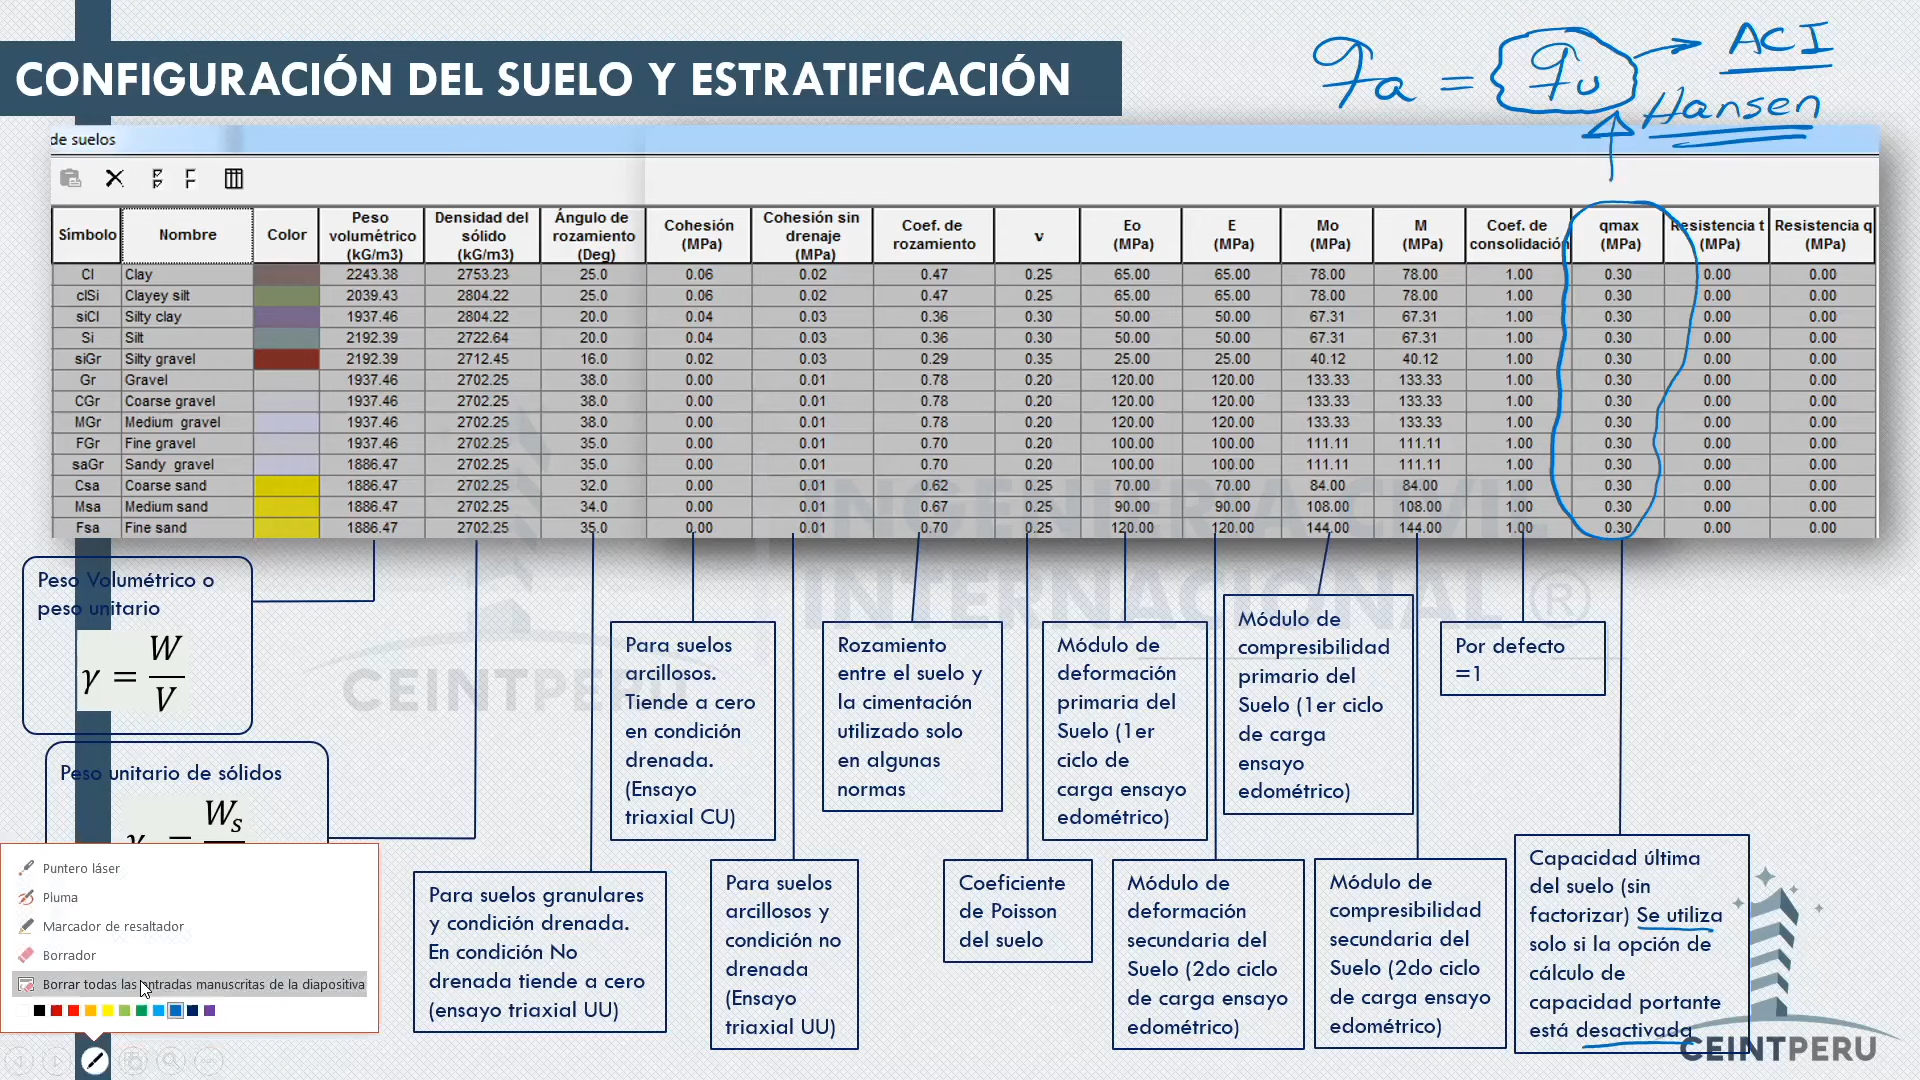 CONFIGURACIÓN DEL SUELO Y ESTRATIFICACIÓN
qa = qu
ACI
Hansen
de suelos
Símbolo Nombre Color Peso volumétrico (kG/m3) Densidad del sólido (kG/m3) Ángulo de rozamiento (Deg) Cohesión (MPa) Cohesión sin drenaje (MPa) Coef. de rozamiento v Eo (MPa) E (MPa) Mo (MPa) M (MPa) Coef. de consolidación qmax (MPa) Resistencia t (MPa) Resistencia q (MPa)
Cl Clay 2243.38 2753.23 25.0 0.06 0.02 0.47 0.25 65.00 65.00 78.00 78.00 1.00 0.30 0.00 0.00
clSi Clayey silt 2039.43 2804.22 25.0 0.06 0.02 0.47 0.25 65.00 65.00 78.00 78.00 1.00 0.30 0.00 0.00
siCl Silty clay 1937.46 2804.22 20.0 0.04 0.03 0.36 0.30 50.00 50.00 67.31 67.31 1.00 0.30 0.00 0.00
Si Silt 2192.39 2722.64 20.0 0.04 0.03 0.36 0.30 50.00 50.00 67.31 67.31 1.00 0.30 0.00 0.00
siGr Silty gravel 2192.39 2712.45 16.0 0.02 0.03 0.29 0.35 25.00 25.00 40.12 40.12 1.00 0.30 0.00 0.00
Gr Gravel 1937.46 2702.25 38.0 0.00 0.01 0.78 0.20 120.00 120.00 133.33 133.33 1.00 0.30 0.00 0.00
CGr Coarse gravel 1937.46 2702.25 38.0 0.00 0.01 0.78 0.20 120.00 120.00 133.33 133.33 1.00 0.30 0.00 0.00
MGr Medium gravel 1937.46 2702.25 38.0 0.00 0.01 0.78 0.20 120.00 120.00 133.33 133.33 1.00 0.30 0.00 0.00
FGr Fine gravel 1937.46 2702.25 35.0 0.00 0.01 0.70 0.20 100.00 100.00 111.11 111.11 1.00 0.30 0.00 0.00
saGr Sandy gravel 1886.47 2702.25 35.0 0.00 0.01 0.70 0.20 100.00 100.00 111.11 111.11 1.00 0.30 0.00 0.00
Csa Coarse sand 1886.47 2702.25 32.0 0.00 0.01 0.62 0.25 70.00 70.00 84.00 84.00 1.00 0.30 0.00 0.00
Msa Medium sand 1886.47 2702.25 34.0 0.00 0.01 0.67 0.25 90.00 90.00 108.00 108.00 1.00 0.30 0.00 0.00
Fsa Fine sand 1886.47 2702.25 35.0 0.00 0.01 0.70 0.25 120.00 120.00 144.00 144.00 1.00 0.30 0.00 0.00
INGENIERIA CIVIL
INTERNACIONAL ®
CEINTPERU
Peso Volumétrico o
peso unitario
γ = W/V
Peso unitario de sólidos
γ = Ws
Para suelos granulares
y condición drenada.
En condición No
drenada tiende a cero
(ensayo triaxial UU)
Para suelos
arcillosos.
Tiende a cero
en condición
drenada.
(Ensayo
triaxial CU)
Para suelos
arcillosos y
condición no
drenada
(Ensayo
triaxial UU)
Rozamiento
entre el suelo y
la cimentación
utilizado solo
en algunas
normas
Coeficiente
de Poisson
del suelo
Módulo de
deformación
primaria del
Suelo (1er
ciclo de
carga ensayo
edométrico)
Módulo de
deformación
secundaria del
Suelo (2do ciclo
de carga ensayo
edométrico)
Módulo de
compresibilidad
primario del
Suelo (1er ciclo
de carga
ensayo
edométrico)
Módulo de
compresibilidad
secundaria del
Suelo (2do ciclo
de carga ensayo
edométrico)
Por defecto
=1
Capacidad última
del suelo (sin
factorizar) Se utiliza
solo si la opción de
cálculo de
capacidad portante
está desactivada
Puntero láser
Pluma
Marcador de resaltador
Borrador
Borrar todas las entradas manuscritas de la diapositiva
CEINTPERU